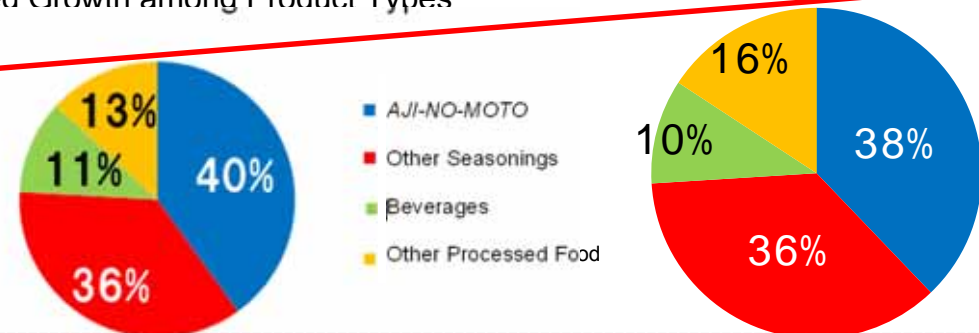 Growth among Product Types
13%
11%
40%
36%
AJI-NO-MOTO
Other Seasonings
Beverages
Other Processed Food
16%
10%
38%
36%